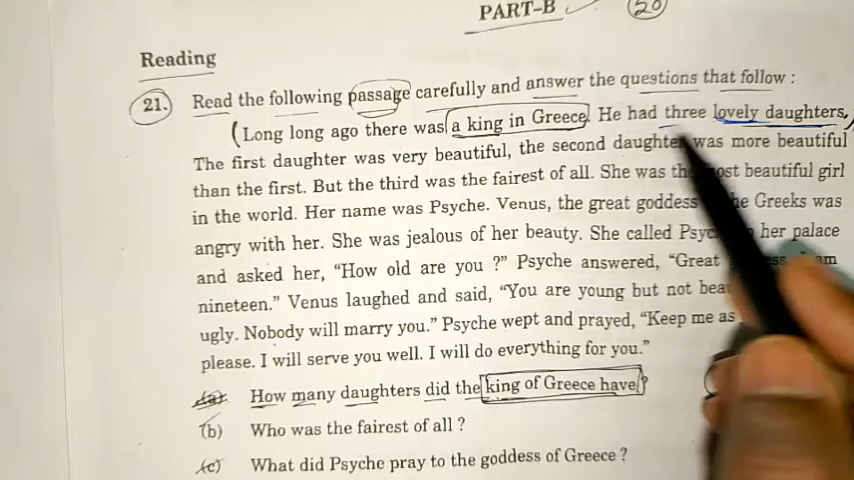 PART-B
20
Reading
21. Read the following passage carefully and answer the questions that follow :
(Long long ago there was a king in Greece. He had three lovely daughters.
The first daughter was very beautiful, the second daughter was more beautiful
than the first. But the third was the fairest of all. She was the most beautiful girl
in the world. Her name was Psyche. Venus, the great goddess the Greeks was
angry with her. She was jealous of her beauty. She called Psyche her palace
and asked her, “How old are you ?” Psyche answered, “Great am
nineteen.” Venus laughed and said, “You are young but not
ugly. Nobody will marry you.” Psyche wept and prayed, “Keep me as
please. I will serve you well. I will do everything for you.”
(a) How many daughters did the king of Greece have?
(b) Who was the fairest of all ?
(c) What did Psyche pray to the goddess of Greece ?